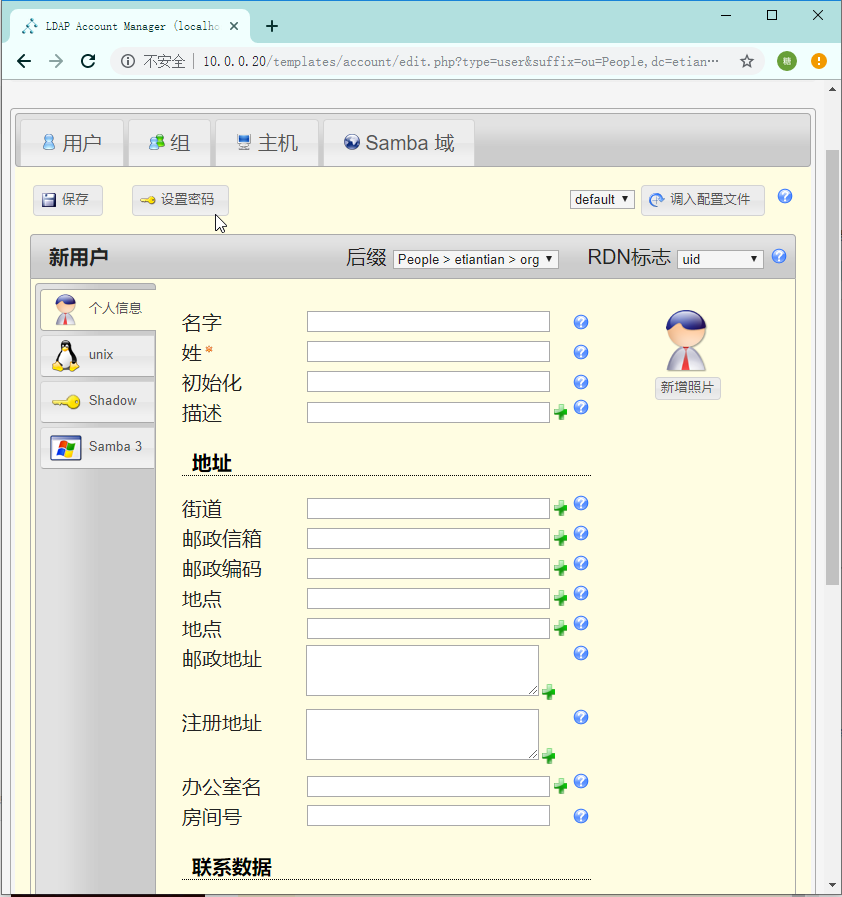 LDAP Account Manager (localho
不安全 10.0.0.20/templates/account/edit.php?type=user&suffix=ou=People,dc=etian…
糖
用户 组 主机 Samba 域
保存 设置密码 default 调入配置文件
新用户 后缀 People > etiantian > org RDN标志 uid
个人信息
unix
Shadow
Samba 3
名字
姓*
初始化
描述
新增照片
地址
街道
邮政信箱
邮政编码
地点
地点
邮政地址
注册地址
办公室名
房间号
联系数据